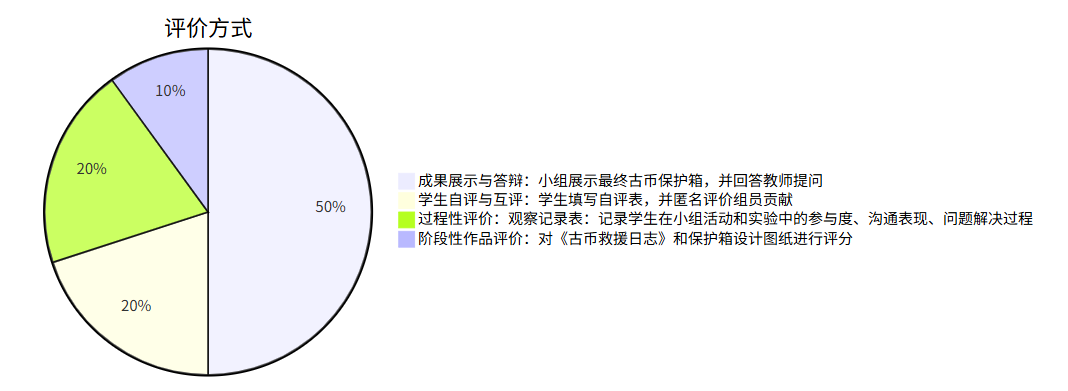 评价方式
10%
20%
50%
20%
成果展示与答辩：小组展示最终古币保护箱，并回答教师提问
学生自评与互评：学生填写自评表，并匿名评价组员贡献
过程性评价：观察记录表：记录学生在小组活动和实验中的参与度、沟通表现、问题解决过程
阶段性作品评价：对《古币救援日志》和保护箱设计图纸进行评分